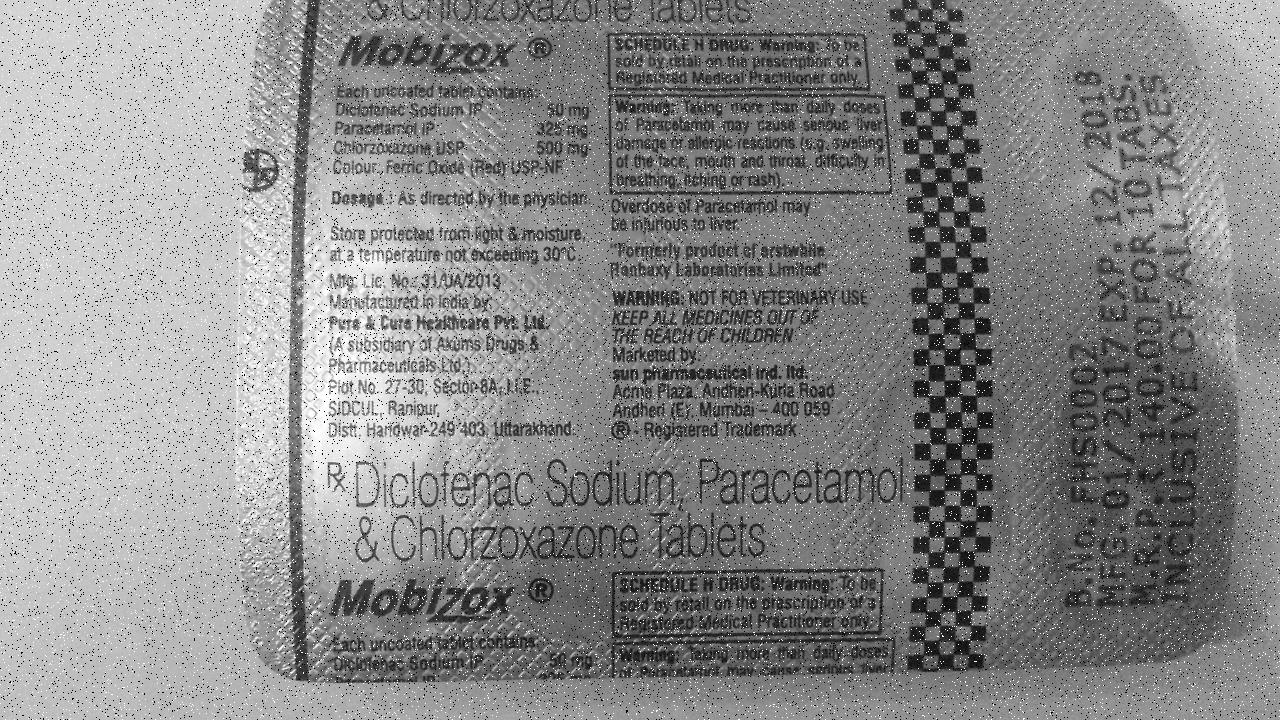 & Chlorzoxazone Tablets
Mobizox ®
Each uncoated tablet contains:
Diclofenac Sodium IP 50 mg
Paracetamol IP 325 mg
Chlorzoxazone USP 500 mg
Colour: Ferric Oxide (Red) USP-NF
Dosage : As directed by the physician
Store protected from light & moisture,
at a temperature not exceeding 30°C.
Mfg. Lic. No.: 31/UA/2013
Manufactured in India by:
Pure & Cure Healthcare Pvt. Ltd.
(A subsidiary of Akums Drugs &
Pharmaceuticals Ltd.)
Plot No. 27-30, Sector-8A, I.I.E.,
SIDCUL, Ranipur,
Distt. Haridwar-249 403, Uttarakhand.
SCHEDULE H DRUG: Warning: To be
sold by retail on the prescription of a
Registered Medical Practitioner only.
Warning: Taking more than daily doses
of Paracetamol may cause serious liver
damage or allergic reactions (e.g. swelling
of the face, mouth and throat, difficulty in
breathing, itching or rash).
Overdose of Paracetamol may
be injurious to liver.
"Formerly product of erstwhile
Ranbaxy Laboratories Limited".
WARNING: NOT FOR VETERINARY USE
KEEP ALL MEDICINES OUT OF
THE REACH OF CHILDREN
Marketed by:
sun pharmaceutical ind. ltd.
Acme Plaza, Andheri-Kurla Road
Andheri (E), Mumbai – 400 059
® - Registered Trademark
Rx Diclofenac Sodium, Paracetamol
& Chlorzoxazone Tablets
Mobizox ®
Each uncoated tablet contains:
Diclofenac Sodium IP 50 mg
SCHEDULE H DRUG: Warning: To be
sold by retail on the prescription of a
Registered Medical Practitioner only.
Warning: Taking more than daily doses
of Paracetamol may cause serious liver
B.No. FHS0002
MFG.01/2017 EXP.12/2018
M.R.P.₹ 140.00 FOR 10 TABS.
INCLUSIVE OF ALL TAXES